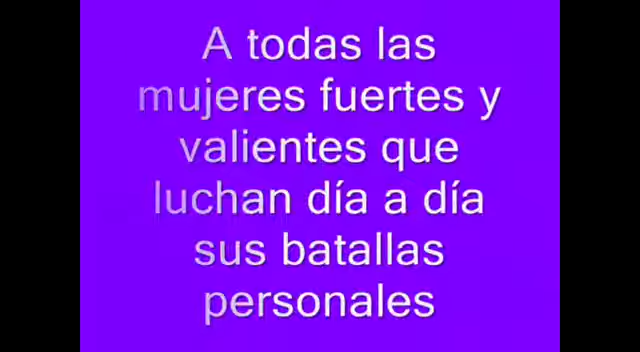 A todas las
mujeres fuertes y
valientes que
luchan día a día
sus batallas
personales